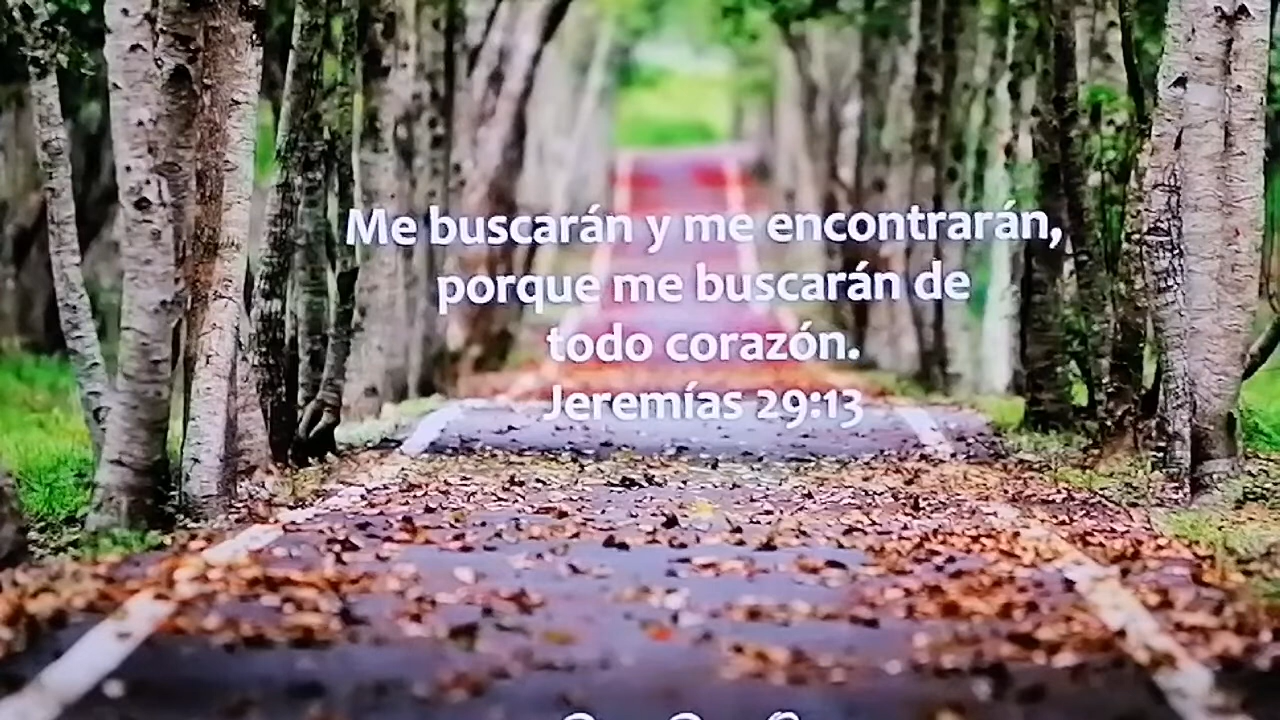 Me buscarán y me encontrarán,
porque me buscarán de
todo corazón.
Jeremías 29:13